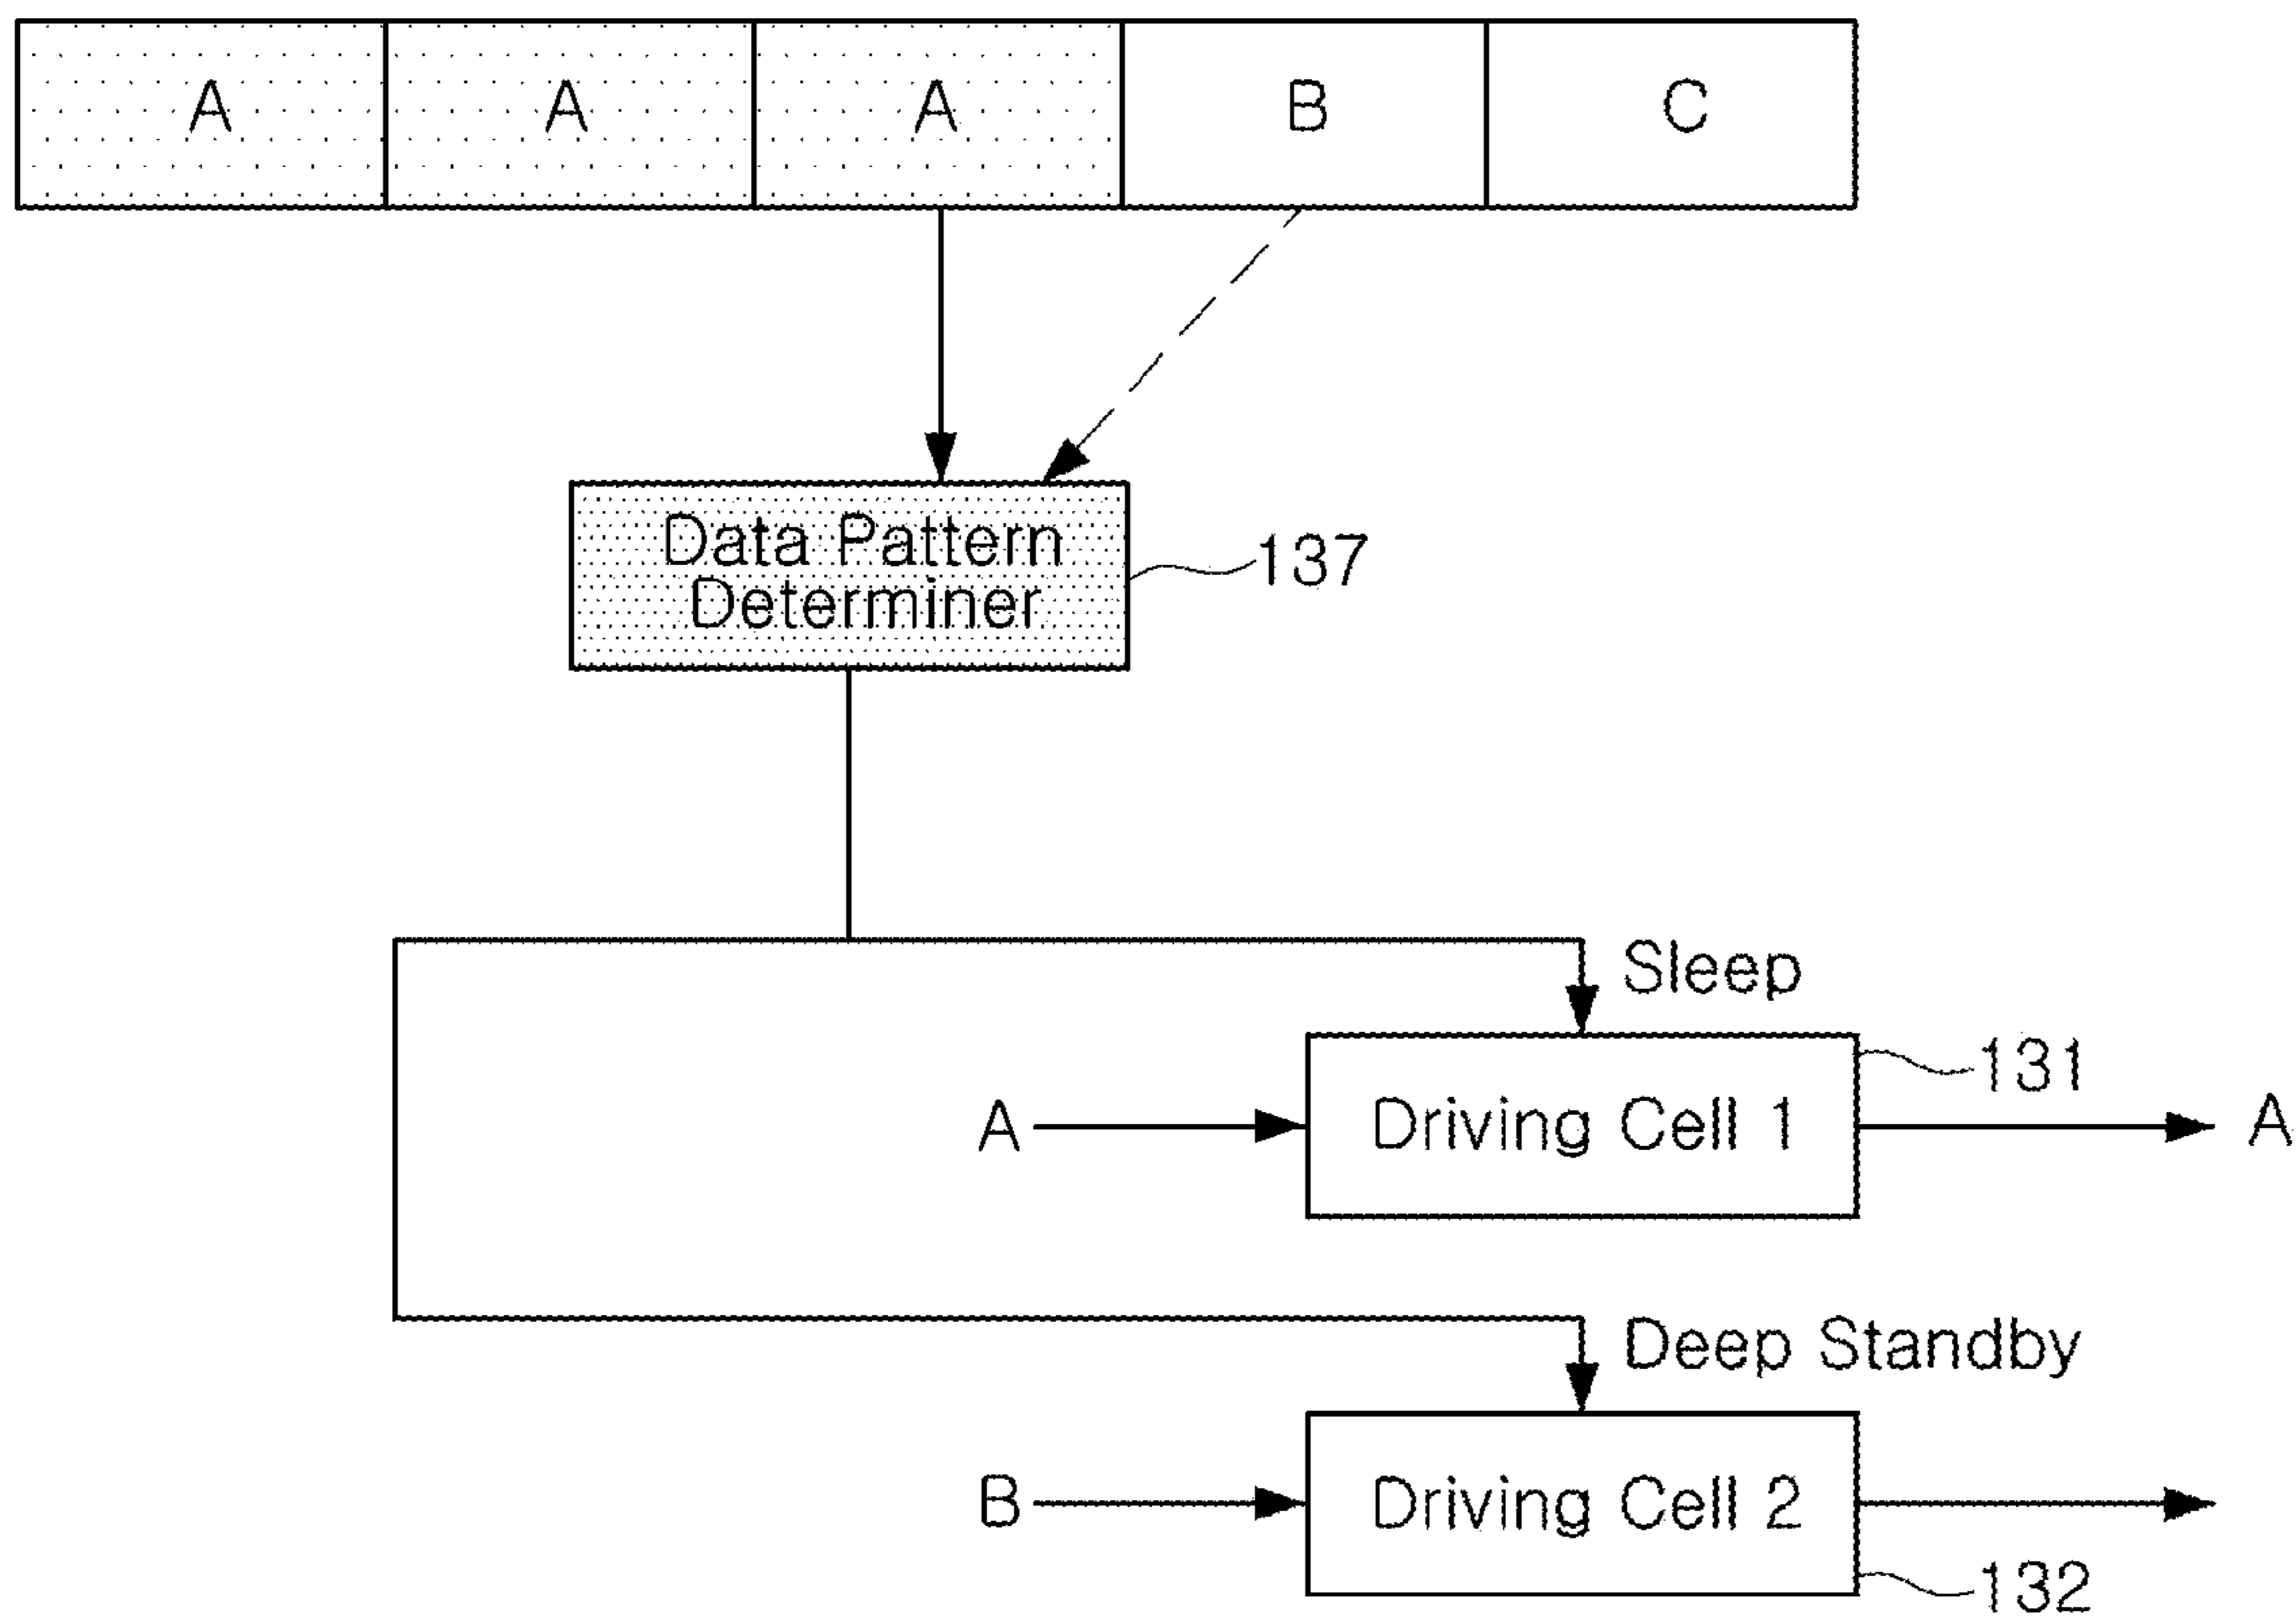 A A A B C
Data Pattern
Determiner
137
Sleep
131
A Driving Cell 1 A
Deep Standby
B Driving Cell 2
132